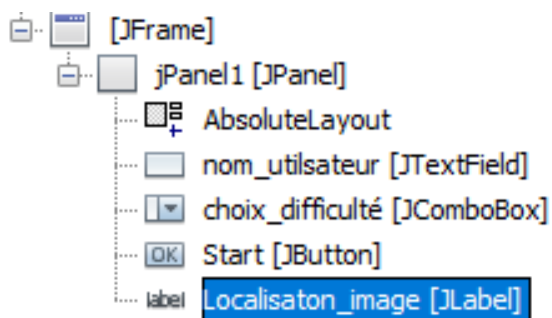 [JFrame]
jPanel1 [JPanel]
AbsoluteLayout
nom_utilsateur [JTextField]
choix_difficulté [JComboBox]
OK Start [JButton]
label Localisaton_image [JLabel]